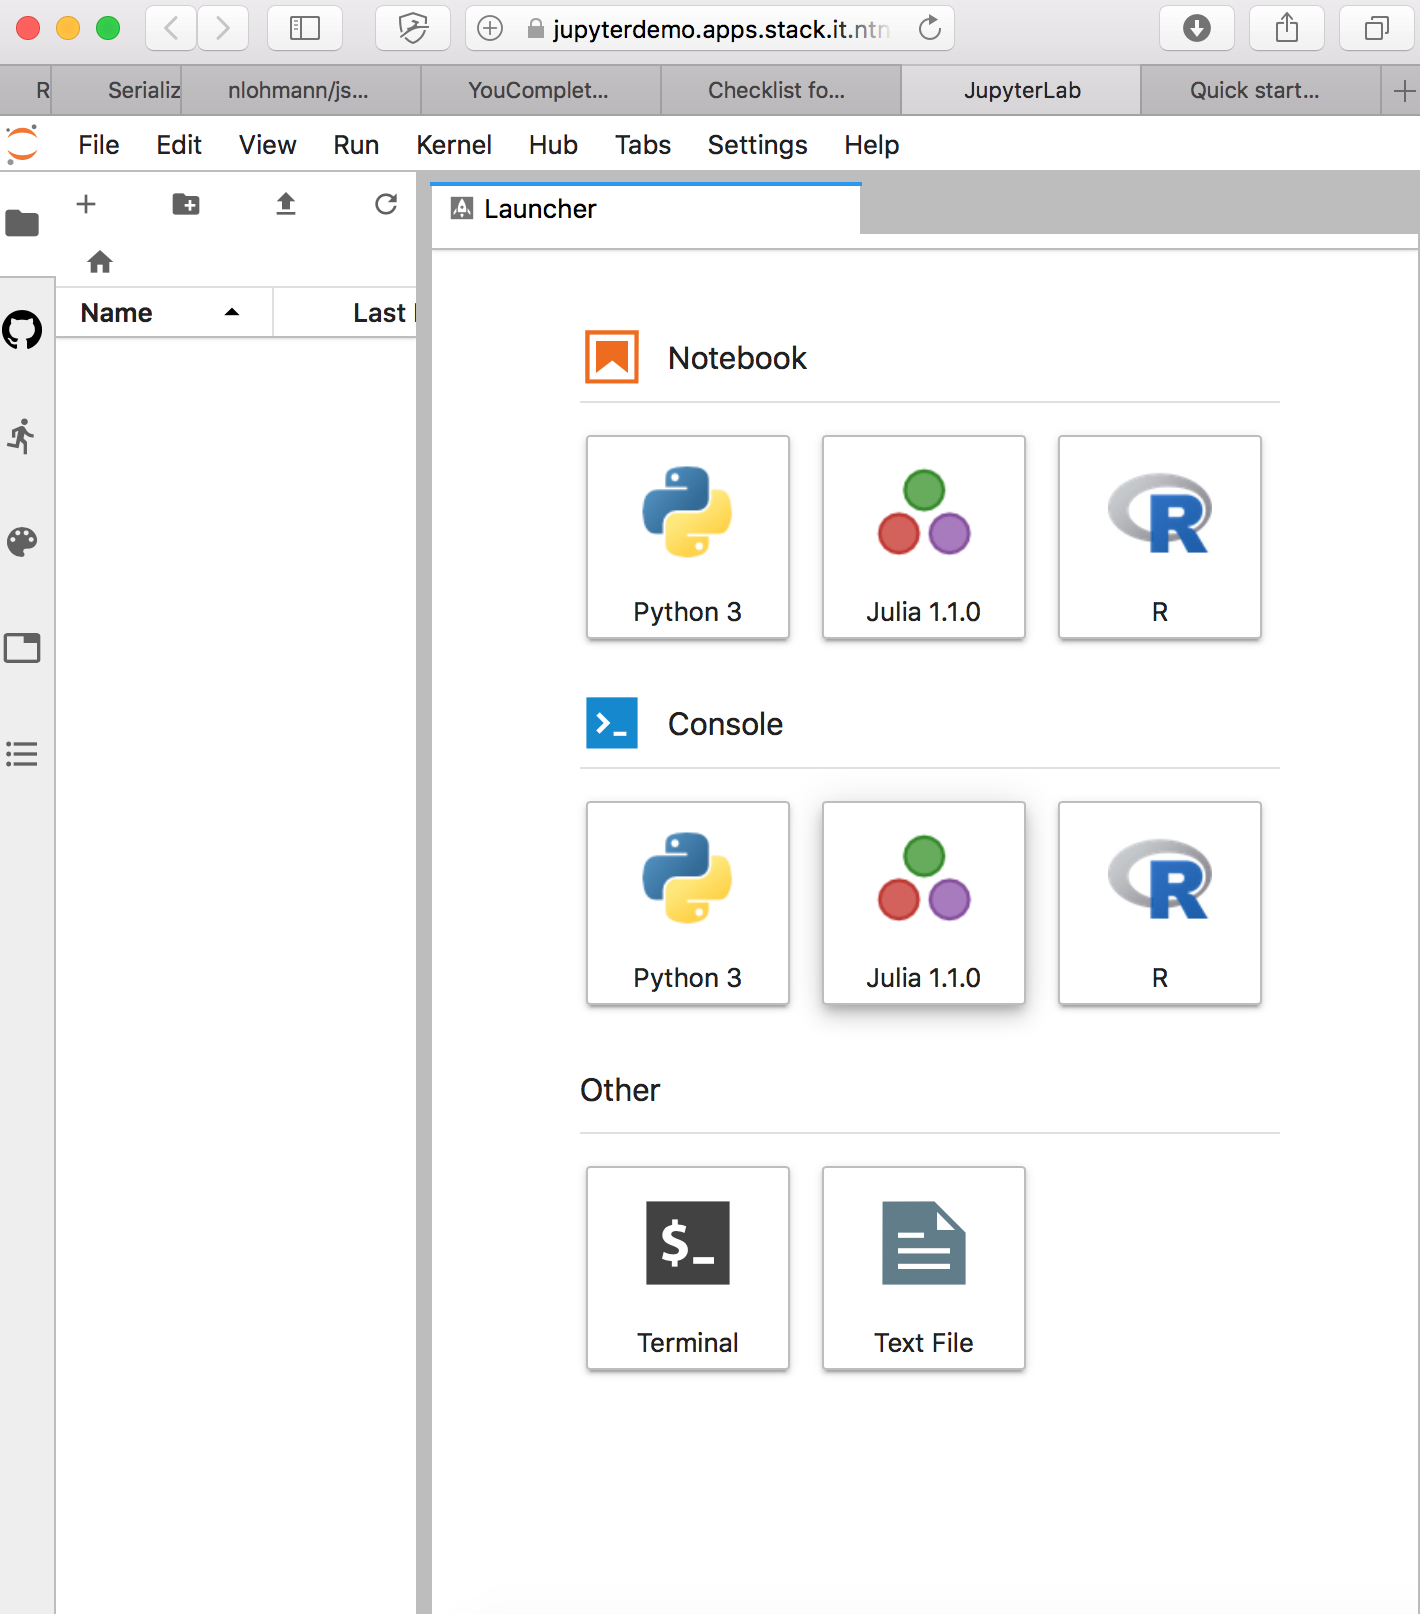 jupyterdemo.apps.stack.it.ntn
R Serializ nlohmann/js... YouComplet... Checklist fo... JupyterLab Quick start...
File Edit View Run Kernel Hub Tabs Settings Help
Launcher
Name Last
Notebook
Python 3 Julia 1.1.0 R
Console
Python 3 Julia 1.1.0 R
Other
$_
Terminal Text File